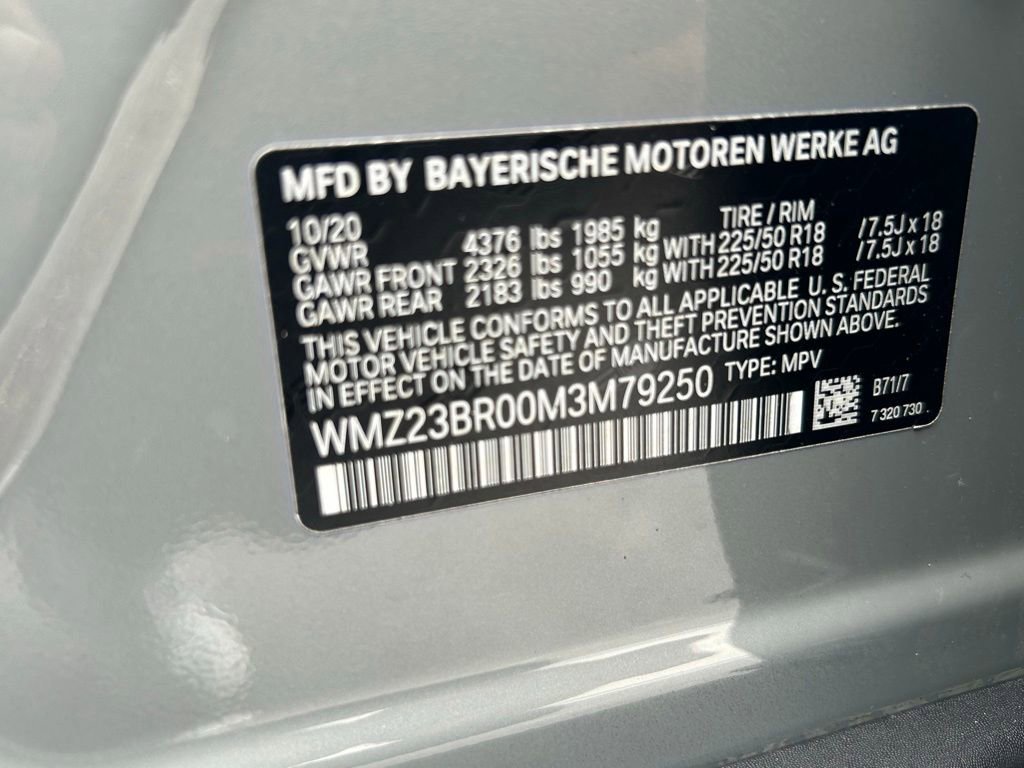 MFD BY BAYERISCHE MOTOREN WERKE AG
10/20 TIRE / RIM
GVWR 4376 lbs 1985 kg
GAWR FRONT 2326 lbs 1055 kg WITH 225/50 R18 /7.5J x 18
GAWR REAR 2183 lbs 990 kg WITH 225/50 R18 /7.5J x 18
THIS VEHICLE CONFORMS TO ALL APPLICABLE U. S. FEDERAL
MOTOR VEHICLE SAFETY AND THEFT PREVENTION STANDARDS
IN EFFECT ON THE DATE OF MANUFACTURE SHOWN ABOVE.
WMZ23BR00M3M79250 TYPE: MPV
B71/7
7 320 730